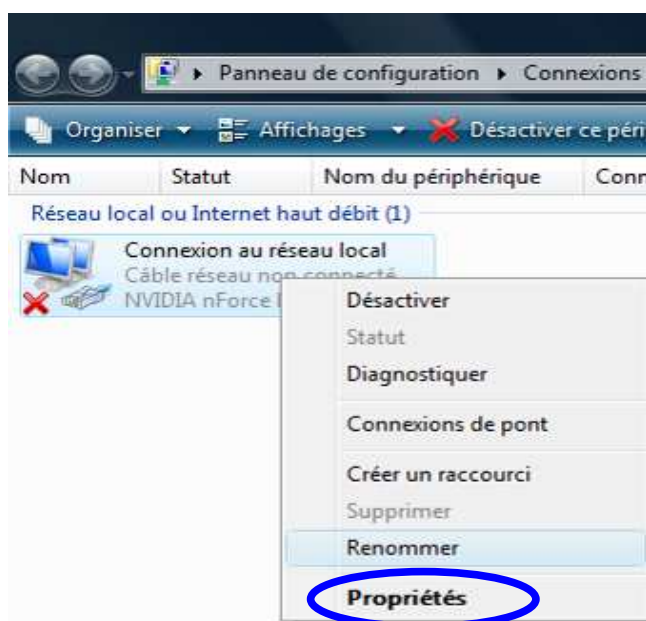 Panneau de configuration Connexions
Organiser Affichages Désactiver ce péri
Nom Statut Nom du périphérique Conn
Réseau local ou Internet haut débit (1)
Connexion au réseau local
Câble réseau non connecté
NVIDIA nForce
Désactiver
Statut
Diagnostiquer
Connexions de pont
Créer un raccourci
Supprimer
Renommer
Propriétés